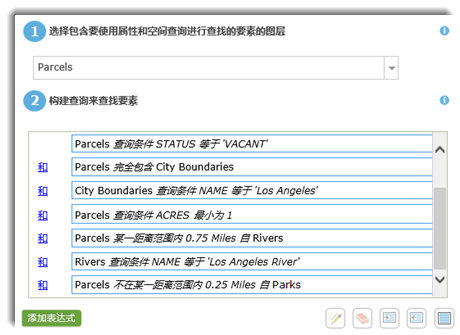 1 选择包含要使用属性和空间查询进行查找的要素的图层
Parcels
2 构建查询来查找要素
Parcels 查询条件 STATUS 等于 'VACANT'
和 Parcels 完全包含 City Boundaries
和 City Boundaries 查询条件 NAME 等于 'Los Angeles'
和 Parcels 查询条件 ACRES 最小为 1
和 Parcels 某一距离范围内 0.75 Miles 自 Rivers
和 Rivers 查询条件 NAME 等于 'Los Angeles River'
和 Parcels 不在某一距离范围内 0.25 Miles 自 Parks
添加表达式